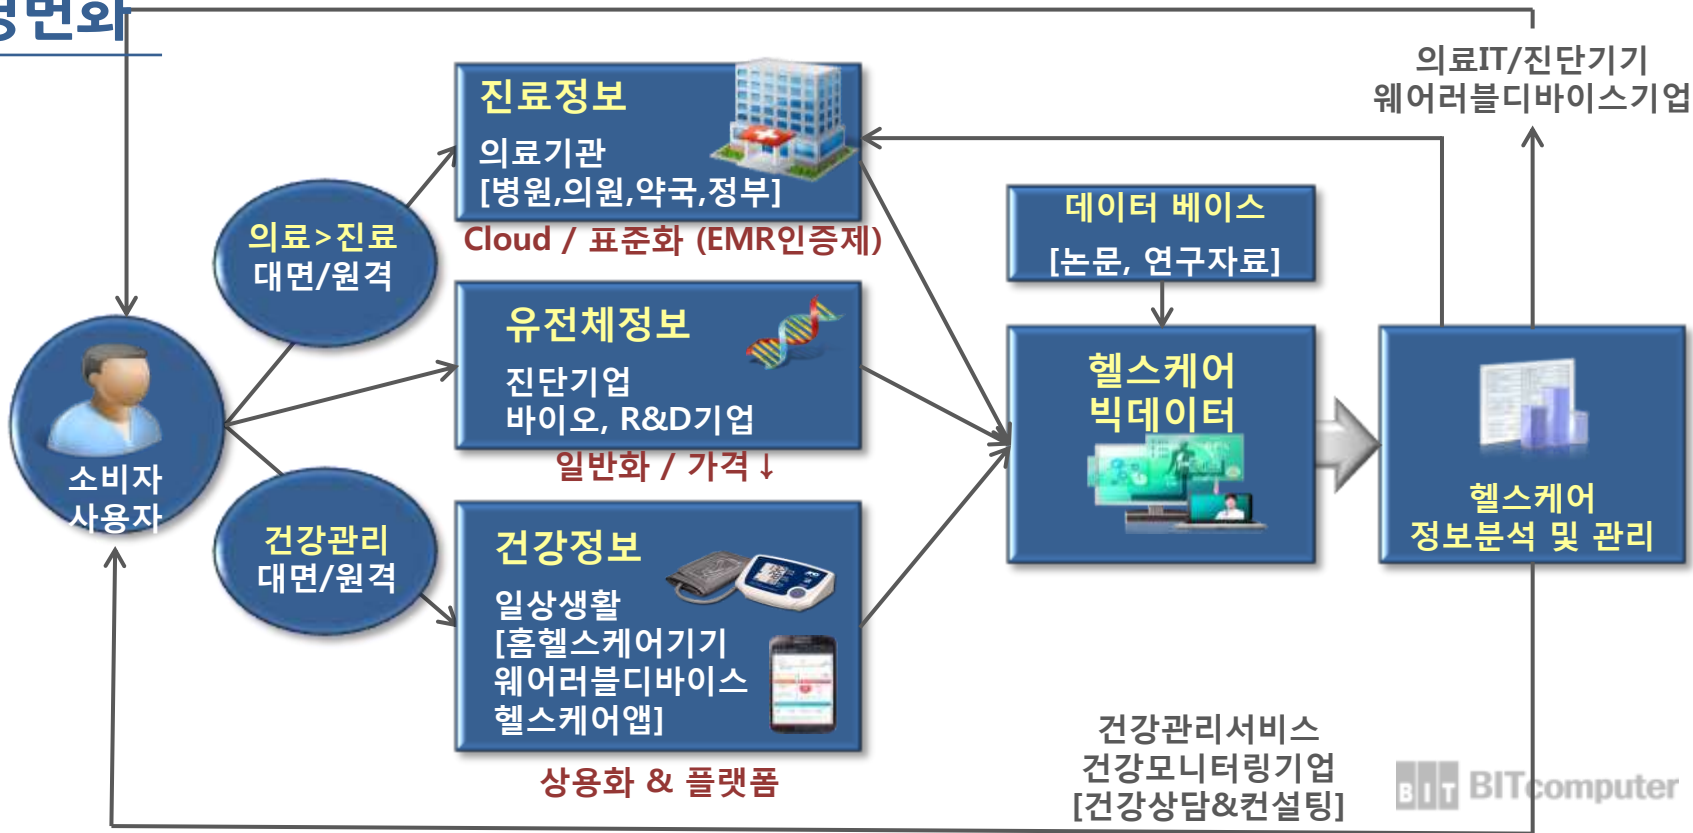 의료IT/진단기기
웨어러블디바이스기업
진료정보
의료기관
[병원,의원,약국,정부]
Cloud / 표준화 (EMR인증제)
의료>진료
대면/원격
데이터 베이스
[논문, 연구자료]
유전체정보
진단기업
바이오, R&D기업
일반화 / 가격↓
소비자
사용자
헬스케어
빅데이터
헬스케어
정보분석 및 관리
건강관리
대면/원격
건강정보
일상생활
[홈헬스케어기기
웨어러블디바이스
헬스케어앱]
상용화 & 플랫폼
건강관리서비스
건강모니터링기업
[건강상담&컨설팅]
BIT BITcomputer